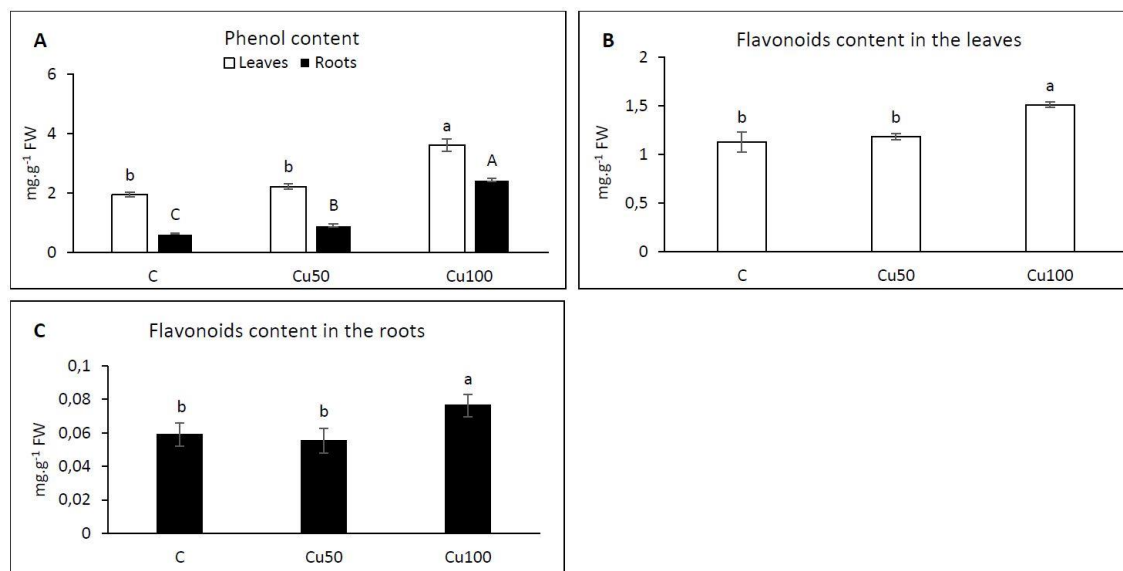 A
Phenol content
Leaves Roots
6
4
2
0
mg.g-1 FW
b
C
b
B
a
A
C Cu50 Cu100
B
Flavonoids content in the leaves
2
1,5
1
0,5
0
mg.g-1 FW
b
b
a
C Cu50 Cu100
C
Flavonoids content in the roots
0,1
0,08
0,06
0,04
0,02
0
mg.g-1 FW
b
b
a
C Cu50 Cu100